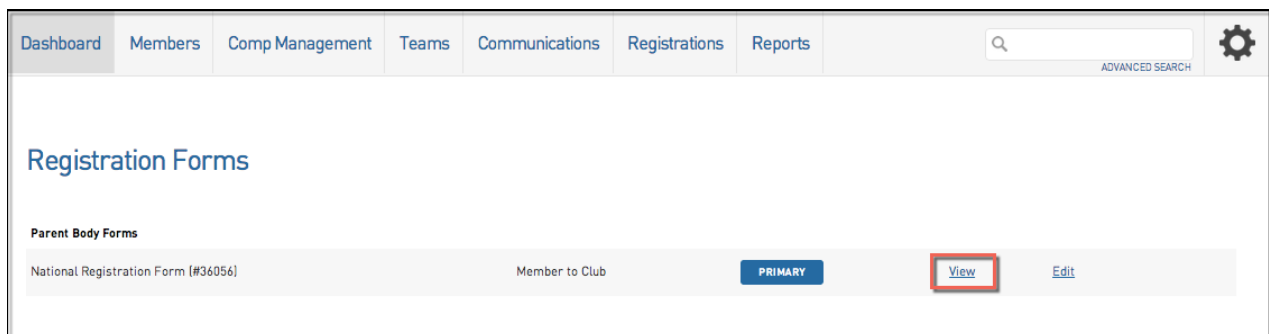 Dashboard Members Comp Management Teams Communications Registrations Reports
ADVANCED SEARCH
Registration Forms
Parent Body Forms
National Registration Form (#36056) Member to Club PRIMARY View Edit